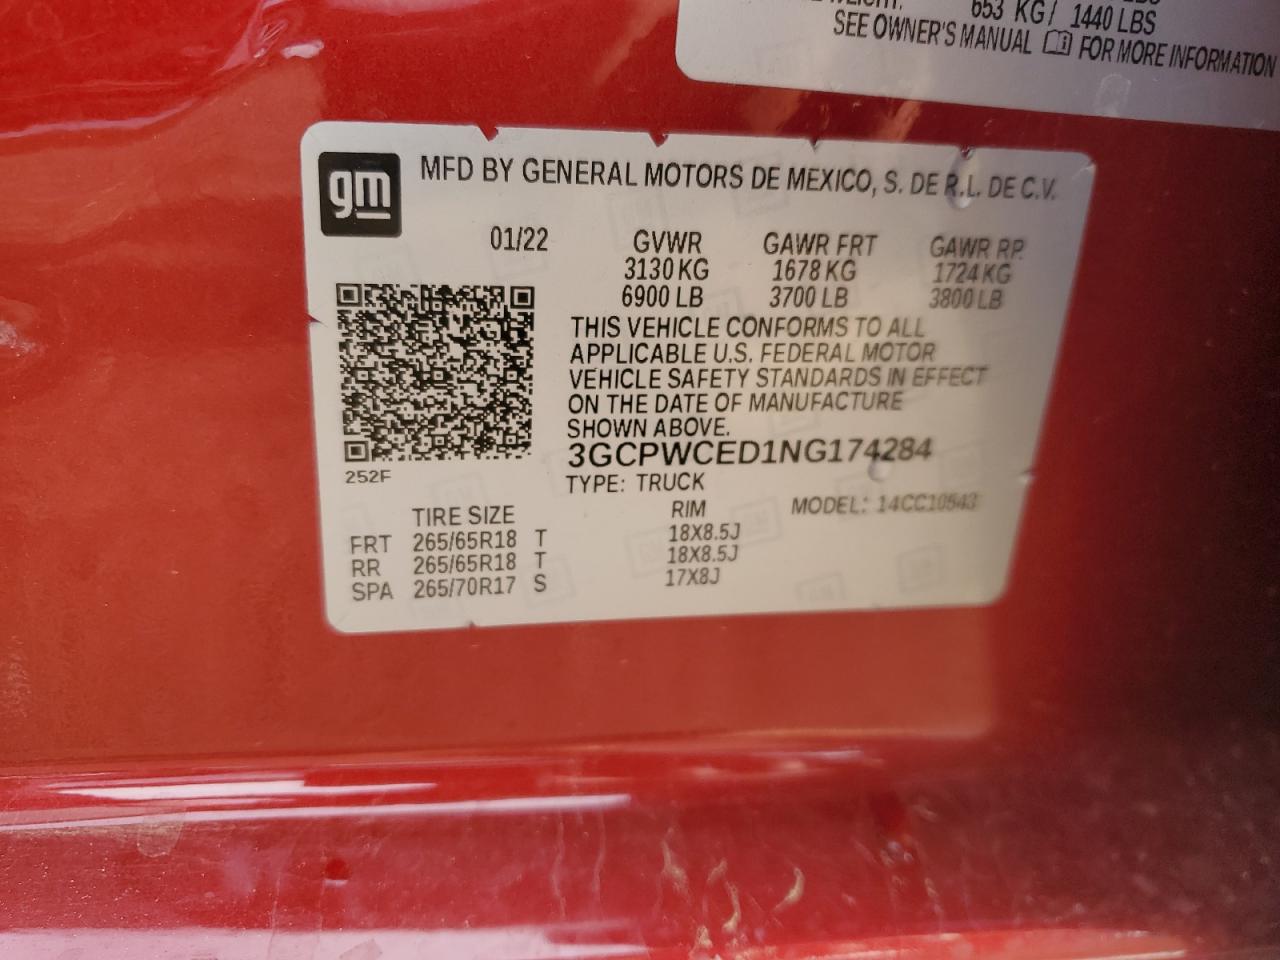 653 KG / 1440 LBS
SEE OWNER'S MANUAL FOR MORE INFORMATION
gm
MFD BY GENERAL MOTORS DE MEXICO, S. DE R.L. DE C.V.
01/22 GVWR GAWR FRT GAWR RR
3130 KG 1678 KG 1724 KG
6900 LB 3700 LB 3800 LB
THIS VEHICLE CONFORMS TO ALL
APPLICABLE U.S. FEDERAL MOTOR
VEHICLE SAFETY STANDARDS IN EFFECT
ON THE DATE OF MANUFACTURE
SHOWN ABOVE.
3GCPWCED1NG174284
252F
TYPE: TRUCK
TIRE SIZE RIM MODEL: 14CC10543
FRT 265/65R18 T 18X8.5J
RR 265/65R18 T 18X8.5J
SPA 265/70R17 S 17X8J